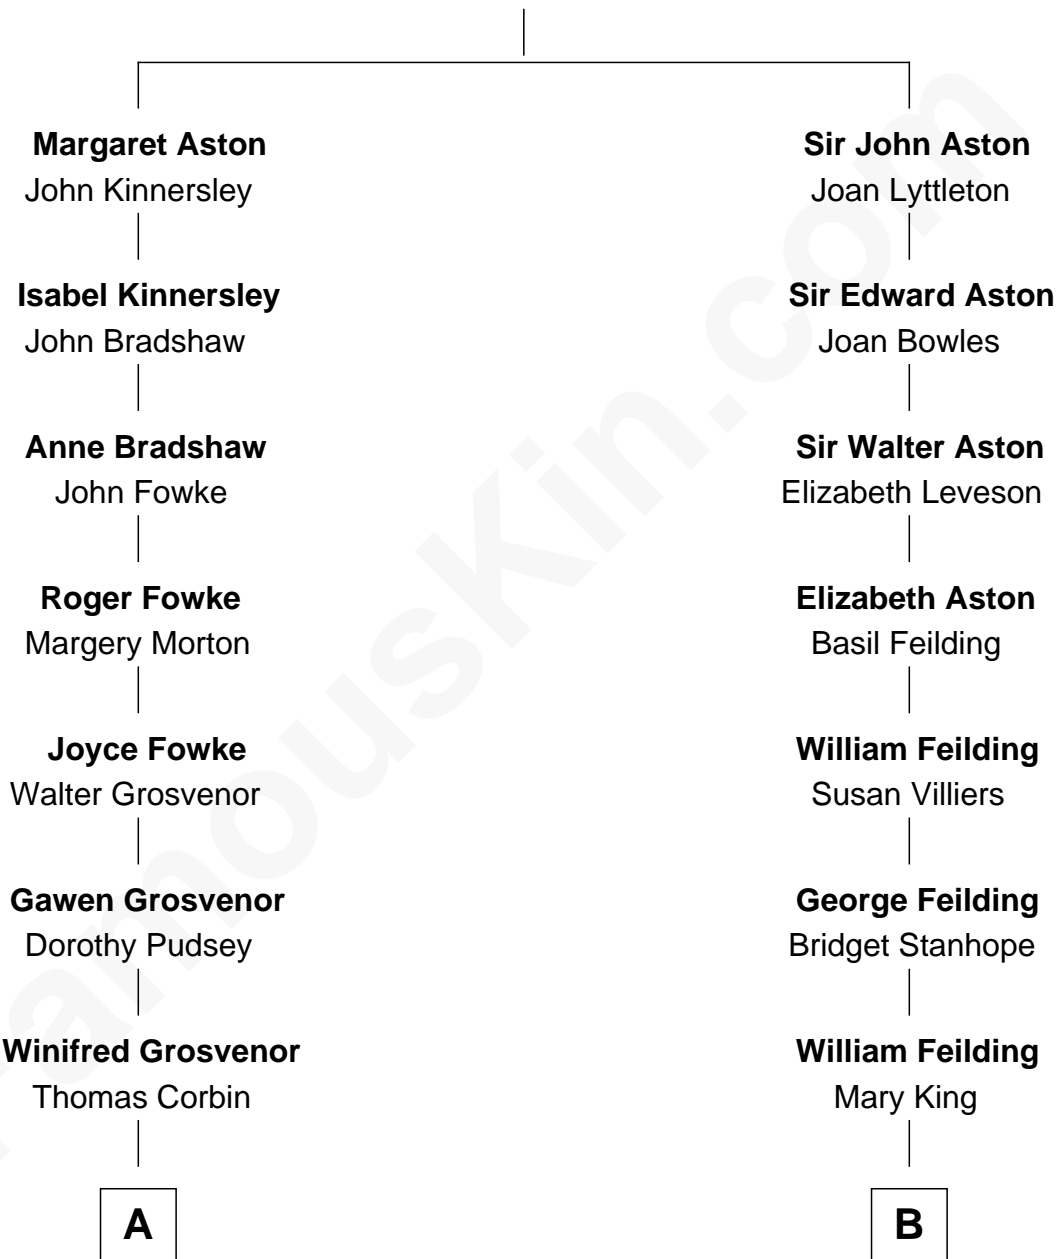 Margaret Aston
John Kinnersley
Isabel Kinnersley
John Bradshaw
Anne Bradshaw
John Fowke
Roger Fowke
Margery Morton
Joyce Fowke
Walter Grosvenor
Gawen Grosvenor
Dorothy Pudsey
Winifred Grosvenor
Thomas Corbin
A
Sir John Aston
Joan Lyttleton
Sir Edward Aston
Joan Bowles
Sir Walter Aston
Elizabeth Leveson
Elizabeth Aston
Basil Feilding
William Feilding
Susan Villiers
George Feilding
Bridget Stanhope
William Feilding
Mary King
B
FamousKin.com